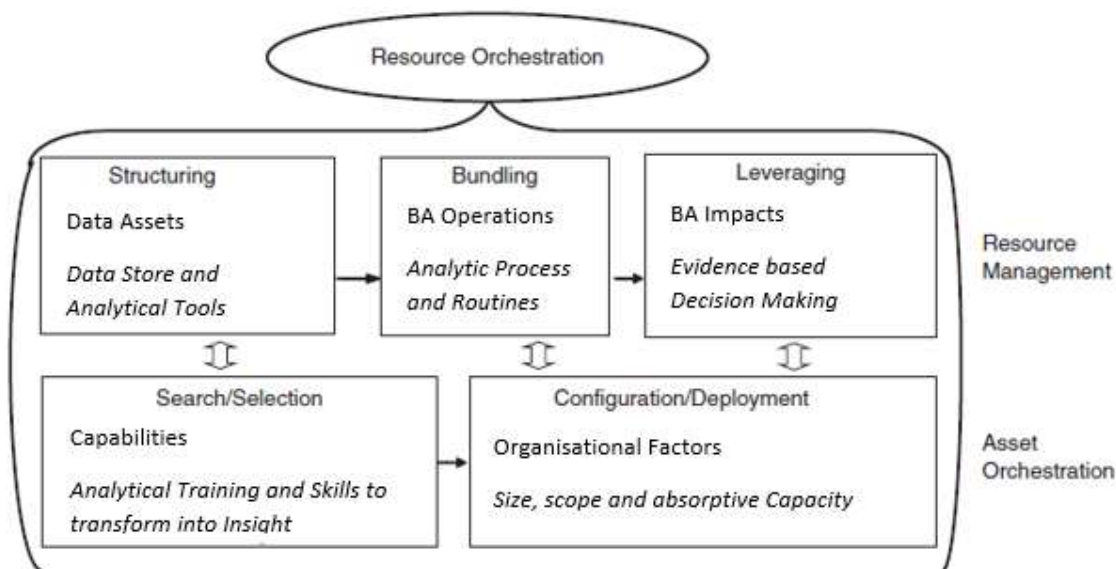 Resource Orchestration
Structuring
Data Assets
Data Store and
Analytical Tools
Bundling
BA Operations
Analytic Process
and Routines
Leveraging
BA Impacts
Evidence based
Decision Making
Resource
Management
Search/Selection
Capabilities
Analytical Training and Skills to
transform into Insight
Configuration/Deployment
Organisational Factors
Size, scope and absorptive Capacity
Asset
Orchestration